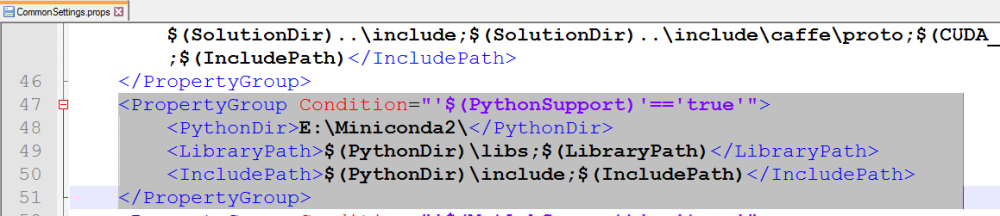 CommonSettings.props
$(SolutionDir)..\include;$(SolutionDir)..\include\caffe\proto;$(CUDA_
;$(IncludePath)</IncludePath>
46 </PropertyGroup>
47 <PropertyGroup Condition="'$(PythonSupport)'=='true'">
48 <PythonDir>E:\Miniconda2\</PythonDir>
49 <LibraryPath>$(PythonDir)\libs;$(LibraryPath)</LibraryPath>
50 <IncludePath>$(PythonDir)\include;$(IncludePath)</IncludePath>
51 </PropertyGroup>